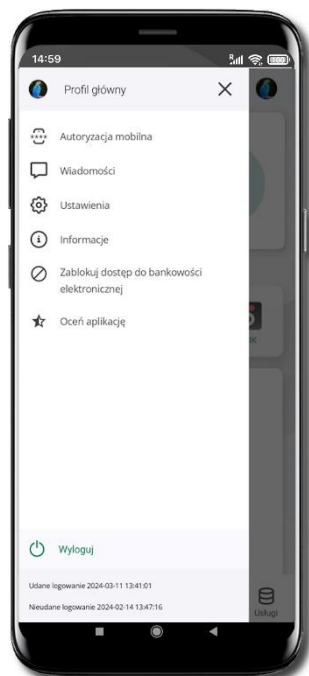 14:59
Profil główny
Autoryzacja mobilna
Wiadomości
Ustawienia
Informacje
Zablokuj dostęp do bankowości
elektronicznej
Oceń aplikację
Wyloguj
Udane logowanie 2024-03-11 13:41:01
Nieudane logowanie 2024-02-14 13:47:16
Usługi